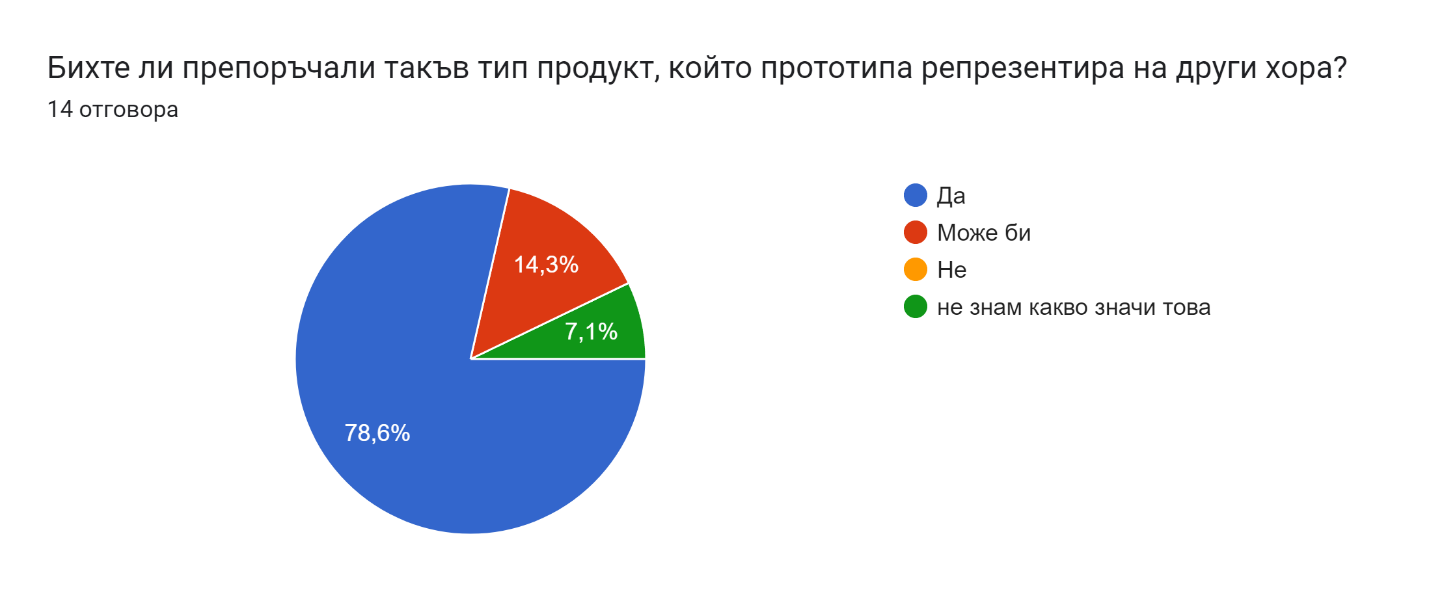 Бихте ли препоръчали такъв тип продукт, който прототипа репрезентира на други хора?
14 отговора
Да
Може би
Не
не знам какво значи това
14,3%
7,1%
78,6%